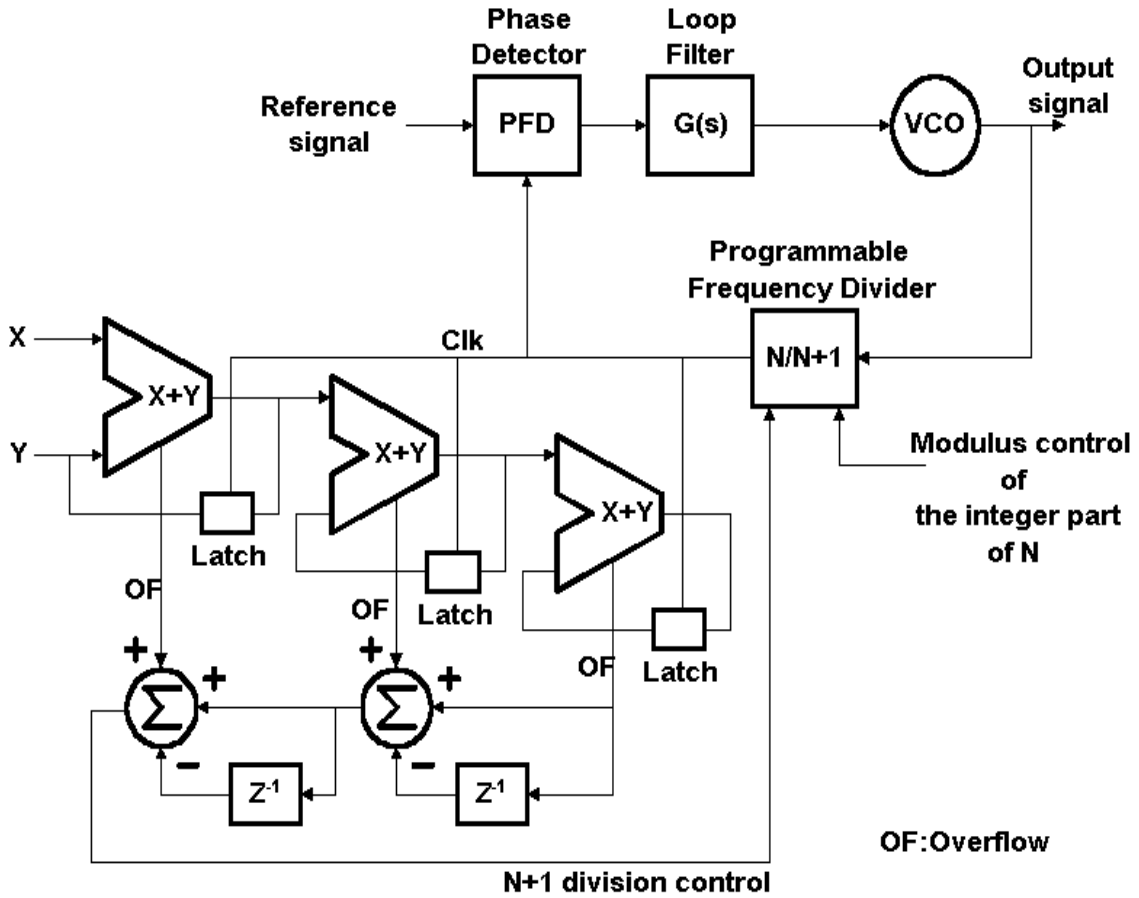 Phase
Detector
Loop
Filter
Output
signal
Reference
signal
PFD
G(s)
VCO
Programmable
Frequency Divider
X
Clk
N/N+1
X+Y
Y
X+Y
Modulus control
of
the integer part
of N
X+Y
Latch
OF
Latch
OF
Latch
OF
+
+
+
+
Σ
Σ
−
−
Z-1
Z-1
OF:Overflow
N+1 division control